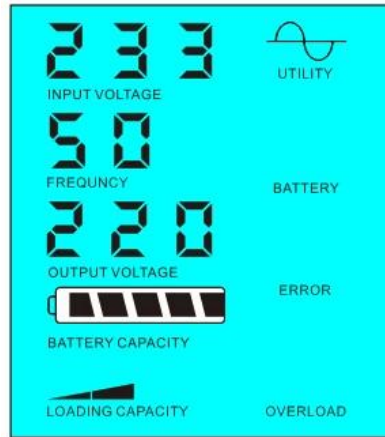 233
UTILITY
INPUT VOLTAGE
50
FREQUNCY
BATTERY
220
OUTPUT VOLTAGE
ERROR
BATTERY CAPACITY
LOADING CAPACITY
OVERLOAD